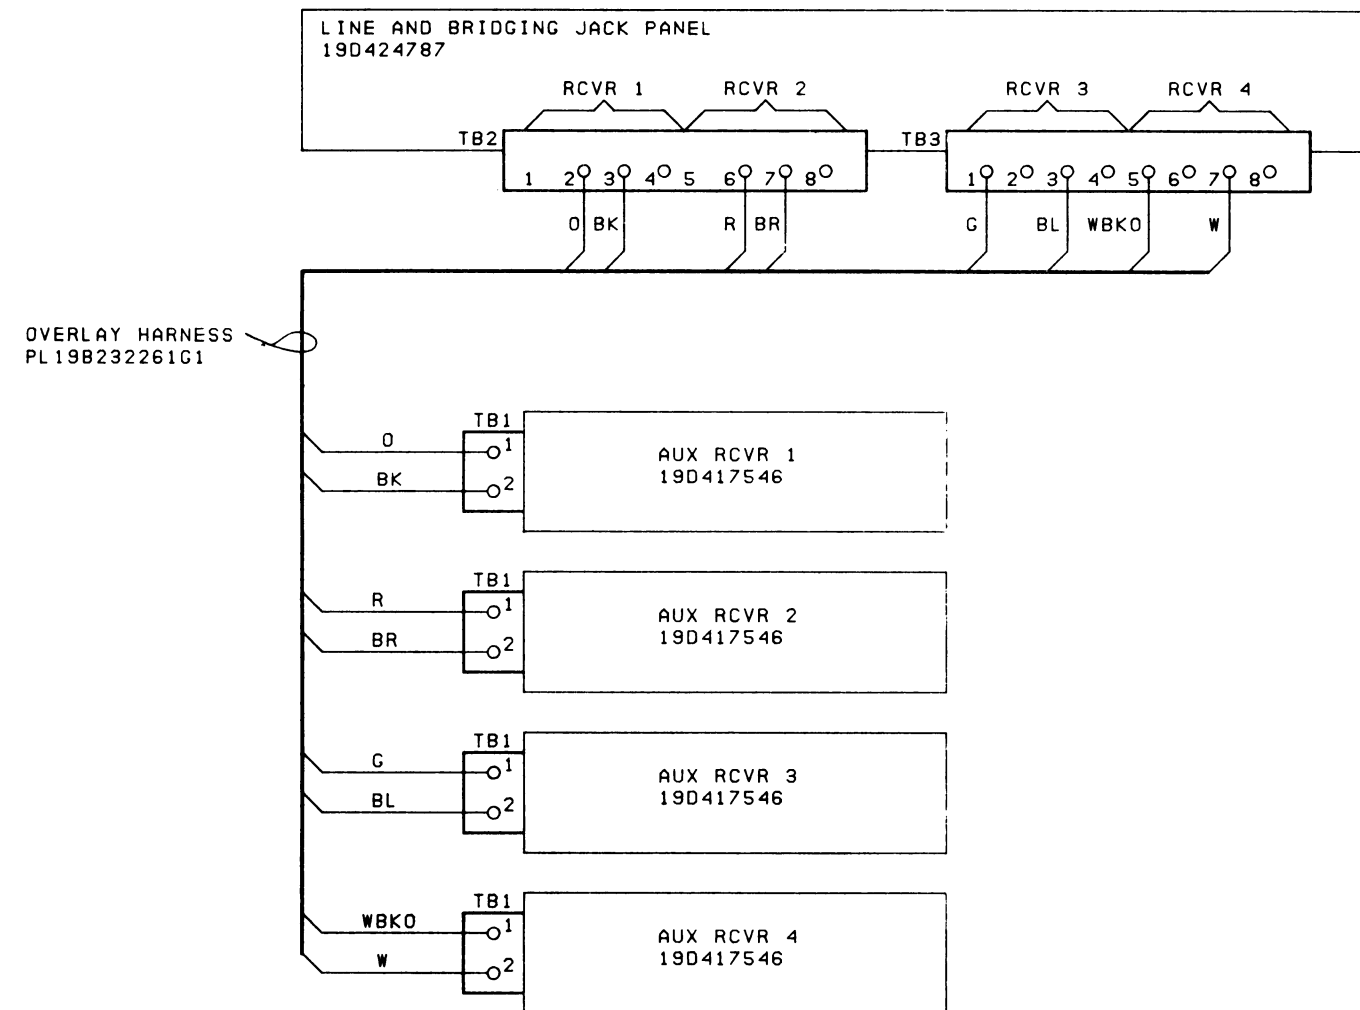 LINE AND BRIDGING JACK PANEL
19D424787
RCVR 1 RCVR 2 RCVR 3 RCVR 4
TB2 TB3
1 2 3 4 5 6 7 8 1 2 3 4 5 6 7 8
O BK R BR G BL WBKO W
OVERLAY HARNESS
PL19B232261G1
TB1
O 1
AUX RCVR 1
19D417546
BK 2
TB1
R 1
AUX RCVR 2
19D417546
BR 2
TB1
G 1
AUX RCVR 3
19D417546
BL 2
TB1
WBKO 1
AUX RCVR 4
19D417546
W 2